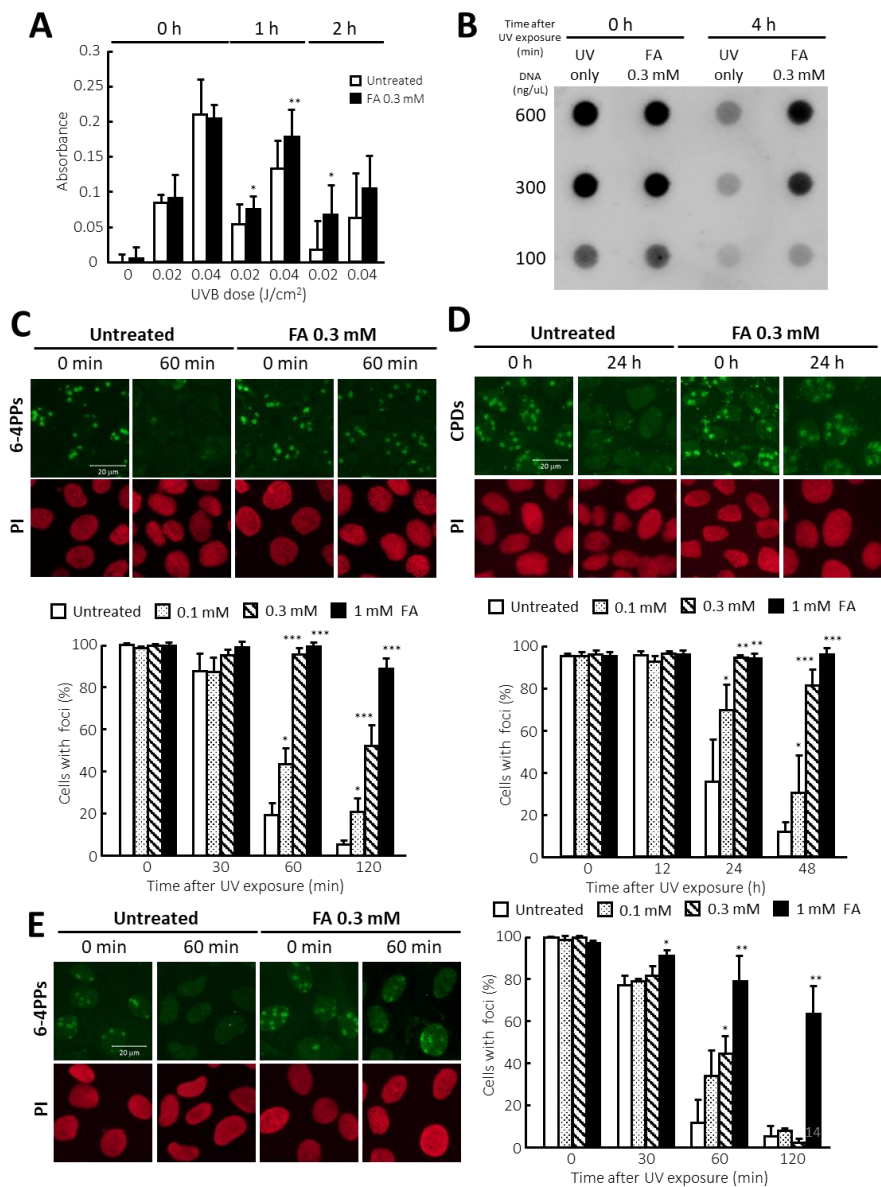 A
0 h 1 h 2 h
0.3
0.25
0.2
0.15
0.1
0.05
0
Absorbance
Untreated
FA 0.3 mM
**
*
*
0 0.02 0.04 0.02 0.04 0.02 0.04
UVB dose (J/cm²)
B
Time after
UV exposure
(min)
0 h 4 h
DNA
(ng/uL)
UV
only
FA
0.3 mM
UV
only
FA
0.3 mM
600
300
100
C
Untreated FA 0.3 mM
0 min 60 min 0 min 60 min
6-4PPs
20 µm
PI
Untreated 0.1 mM 0.3 mM 1 mM FA
100
80
60
40
20
0
Cells with foci (%)
* *** ***
* *** ***
0 30 60 120
Time after UV exposure (min)
D
Untreated FA 0.3 mM
0 h 24 h 0 h 24 h
CPDs
20 µm
PI
Untreated 0.1 mM 0.3 mM 1 mM FA
100
80
60
40
20
0
Cells with foci (%)
* ** **
* *** ***
0 12 24 48
Time after UV exposure (h)
E
Untreated FA 0.3 mM
0 min 60 min 0 min 60 min
6-4PPs
20 µm
PI
Untreated 0.1 mM 0.3 mM 1 mM FA
100
80
60
40
20
0
Cells with foci (%)
*
* **
**
14
0 30 60 120
Time after UV exposure (min)